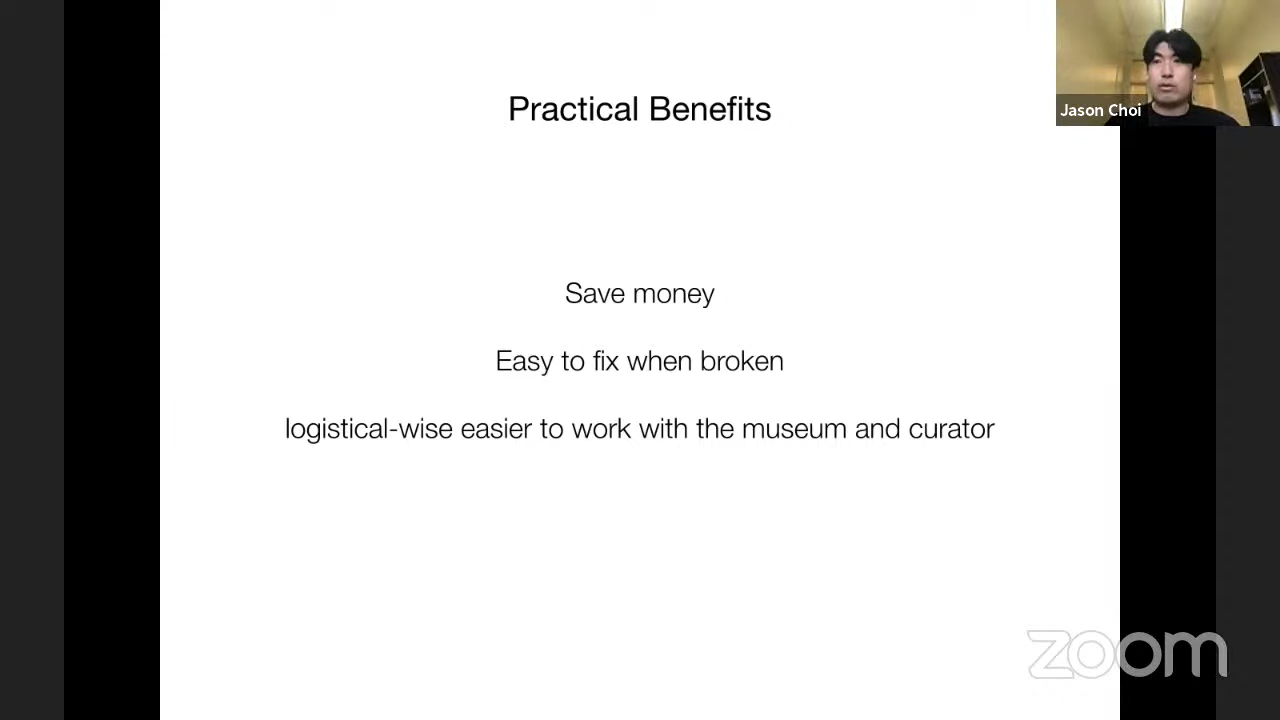 Practical Benefits
Jason Choi
Save money
Easy to fix when broken
logistical-wise easier to work with the museum and curator
zoom